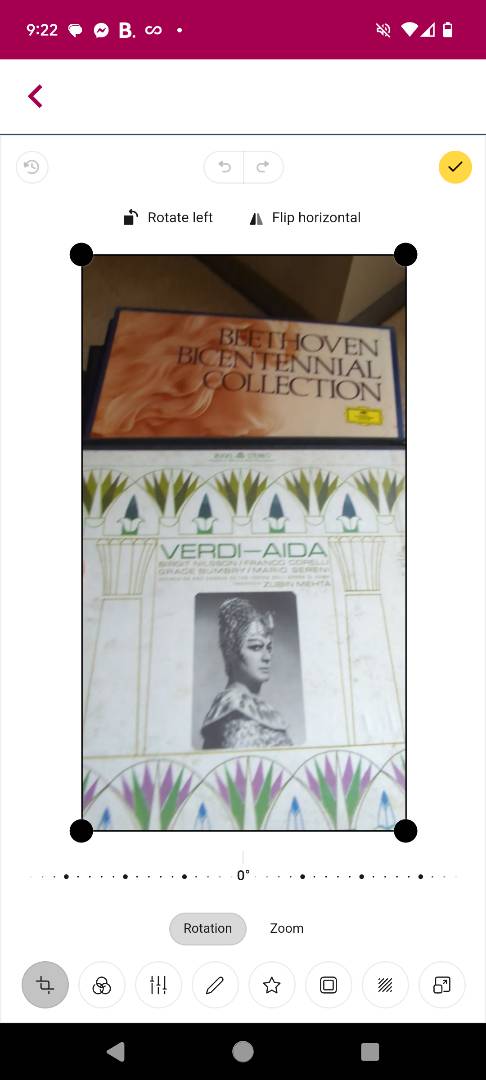 9:22
B.
Rotate left
Flip horizontal
BEETHOVEN
BICENTENNIAL
COLLECTION
STEREO
VERDI—AIDA
BIRGIT NILSSON / FRANCO CORELLI
GRACE BUMBRY / MARIO SERENI
ZUBIN MEHTA
0°
Rotation
Zoom